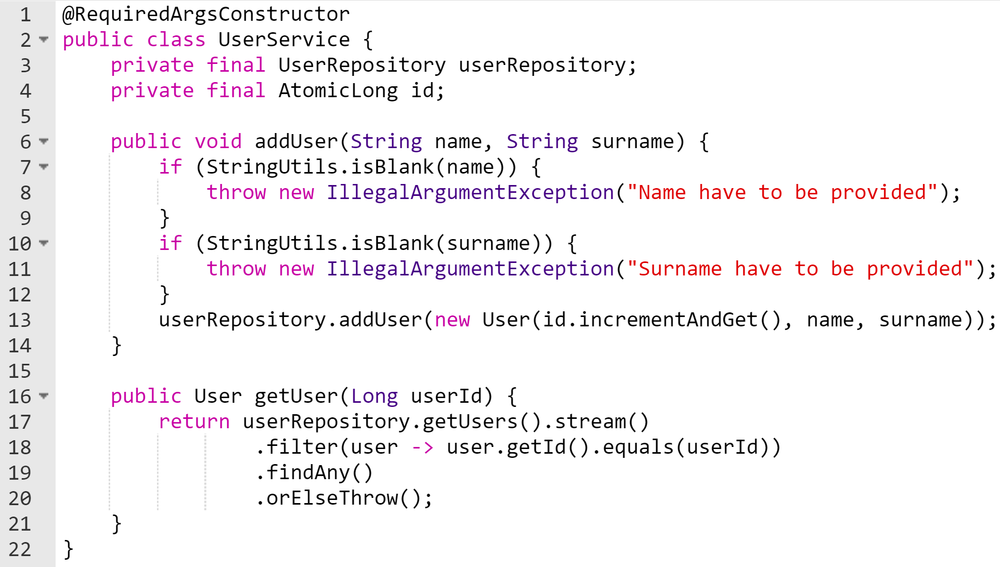 1 @RequiredArgsConstructor
2 public class UserService {
3     private final UserRepository userRepository;
4     private final AtomicLong id;
5
6     public void addUser(String name, String surname) {
7         if (StringUtils.isBlank(name)) {
8             throw new IllegalArgumentException("Name have to be provided");
9         }
10         if (StringUtils.isBlank(surname)) {
11             throw new IllegalArgumentException("Surname have to be provided");
12         }
13         userRepository.addUser(new User(id.incrementAndGet(), name, surname));
14     }
15
16     public User getUser(Long userId) {
17         return userRepository.getUsers().stream()
18                 .filter(user -> user.getId().equals(userId))
19                 .findAny()
20                 .orElseThrow();
21     }
22 }